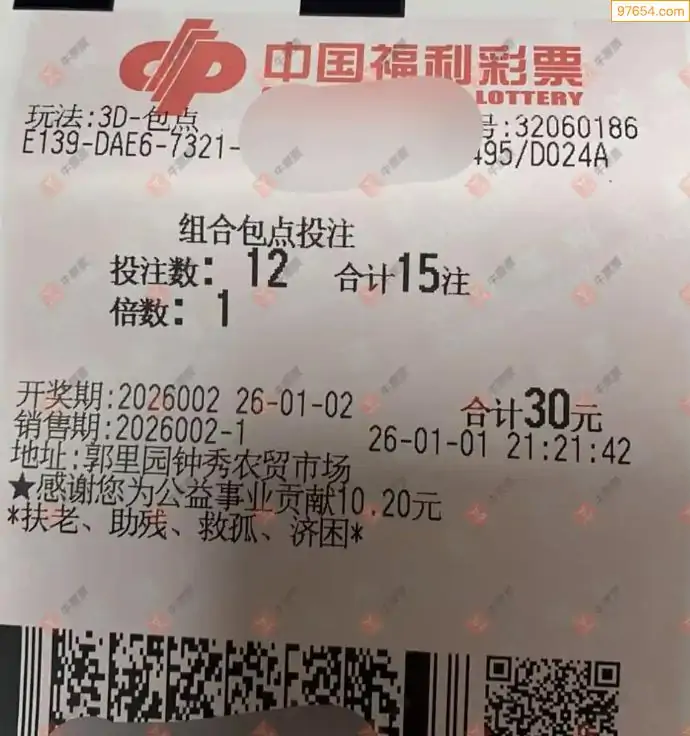 97654.com
中国福利彩票
LOTTERY
玩法:3D-包点
号:32060186
E139-DAE6-7321-
495/D024A
组合包点投注
投注数: 12 合计15注
倍数: 1
开奖期:2026002 26-01-02 合计30元
销售期:2026002-1 26-01-01 21:21:42
地址:郭里园钟秀农贸市场
★感谢您为公益事业贡献10.20元
*扶老、助残、救孤、济困*